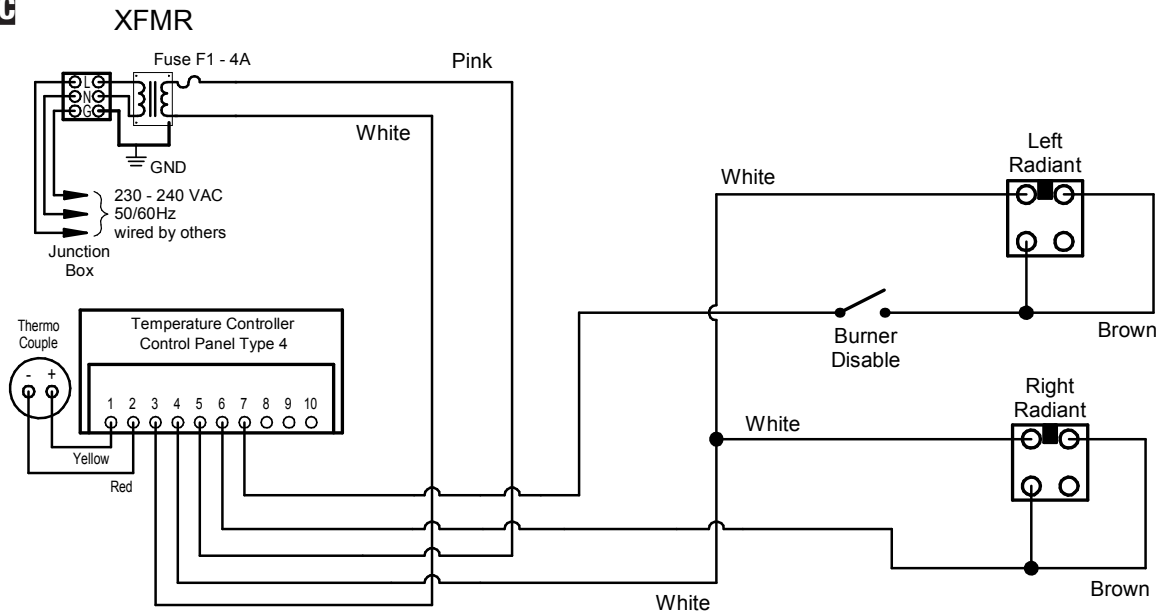 C
XFMR
Fuse F1 - 4A
Pink
L
N
G
White
GND
230 - 240 VAC
50/60Hz
wired by others
Junction
Box
Left
Radiant
White
Thermo
Couple
- +
Temperature Controller
Control Panel Type 4
1 2 3 4 5 6 7 8 9 10
Yellow
Red
Burner
Disable
Brown
Right
Radiant
White
White
Brown